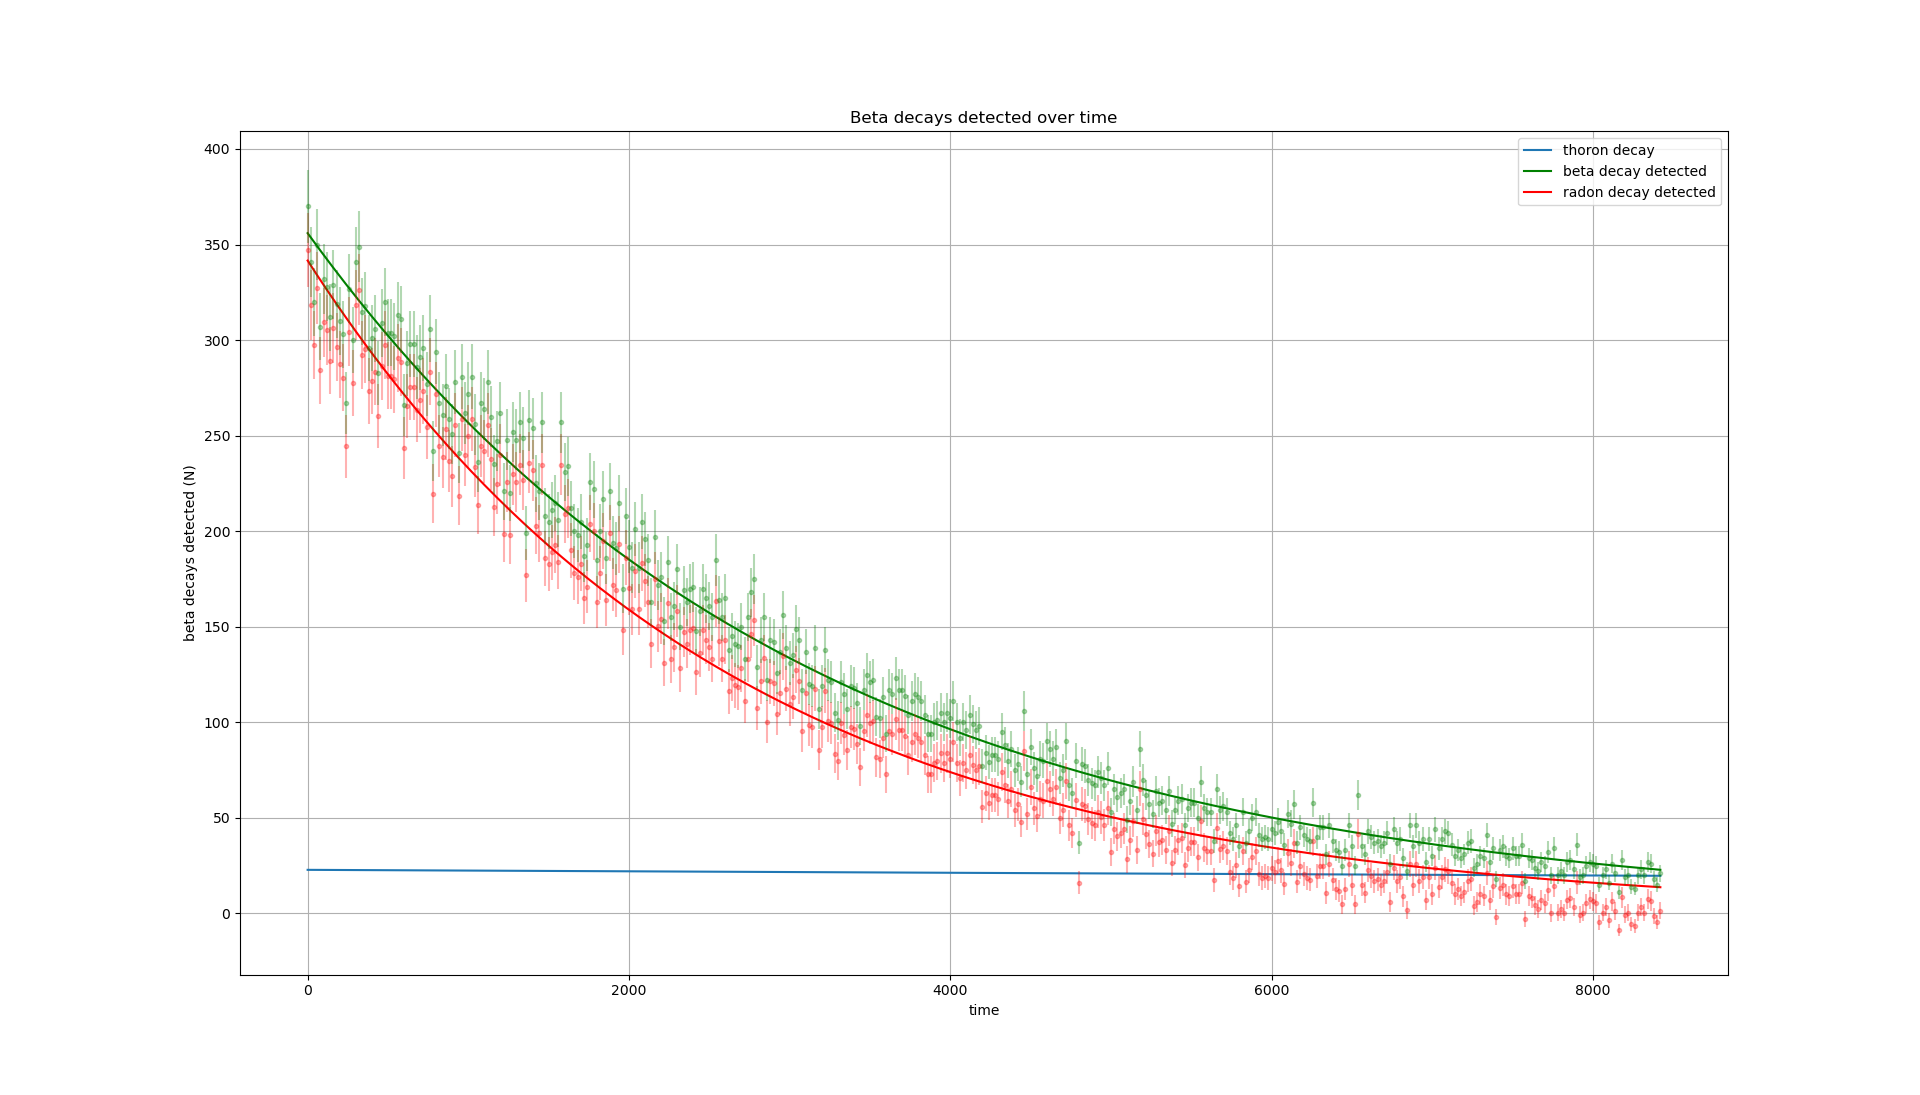 Beta decays detected over time
thoron decay
beta decay detected
radon decay detected
beta decays detected (N)
400
350
300
250
200
150
100
50
0
0 2000 4000 6000 8000
time